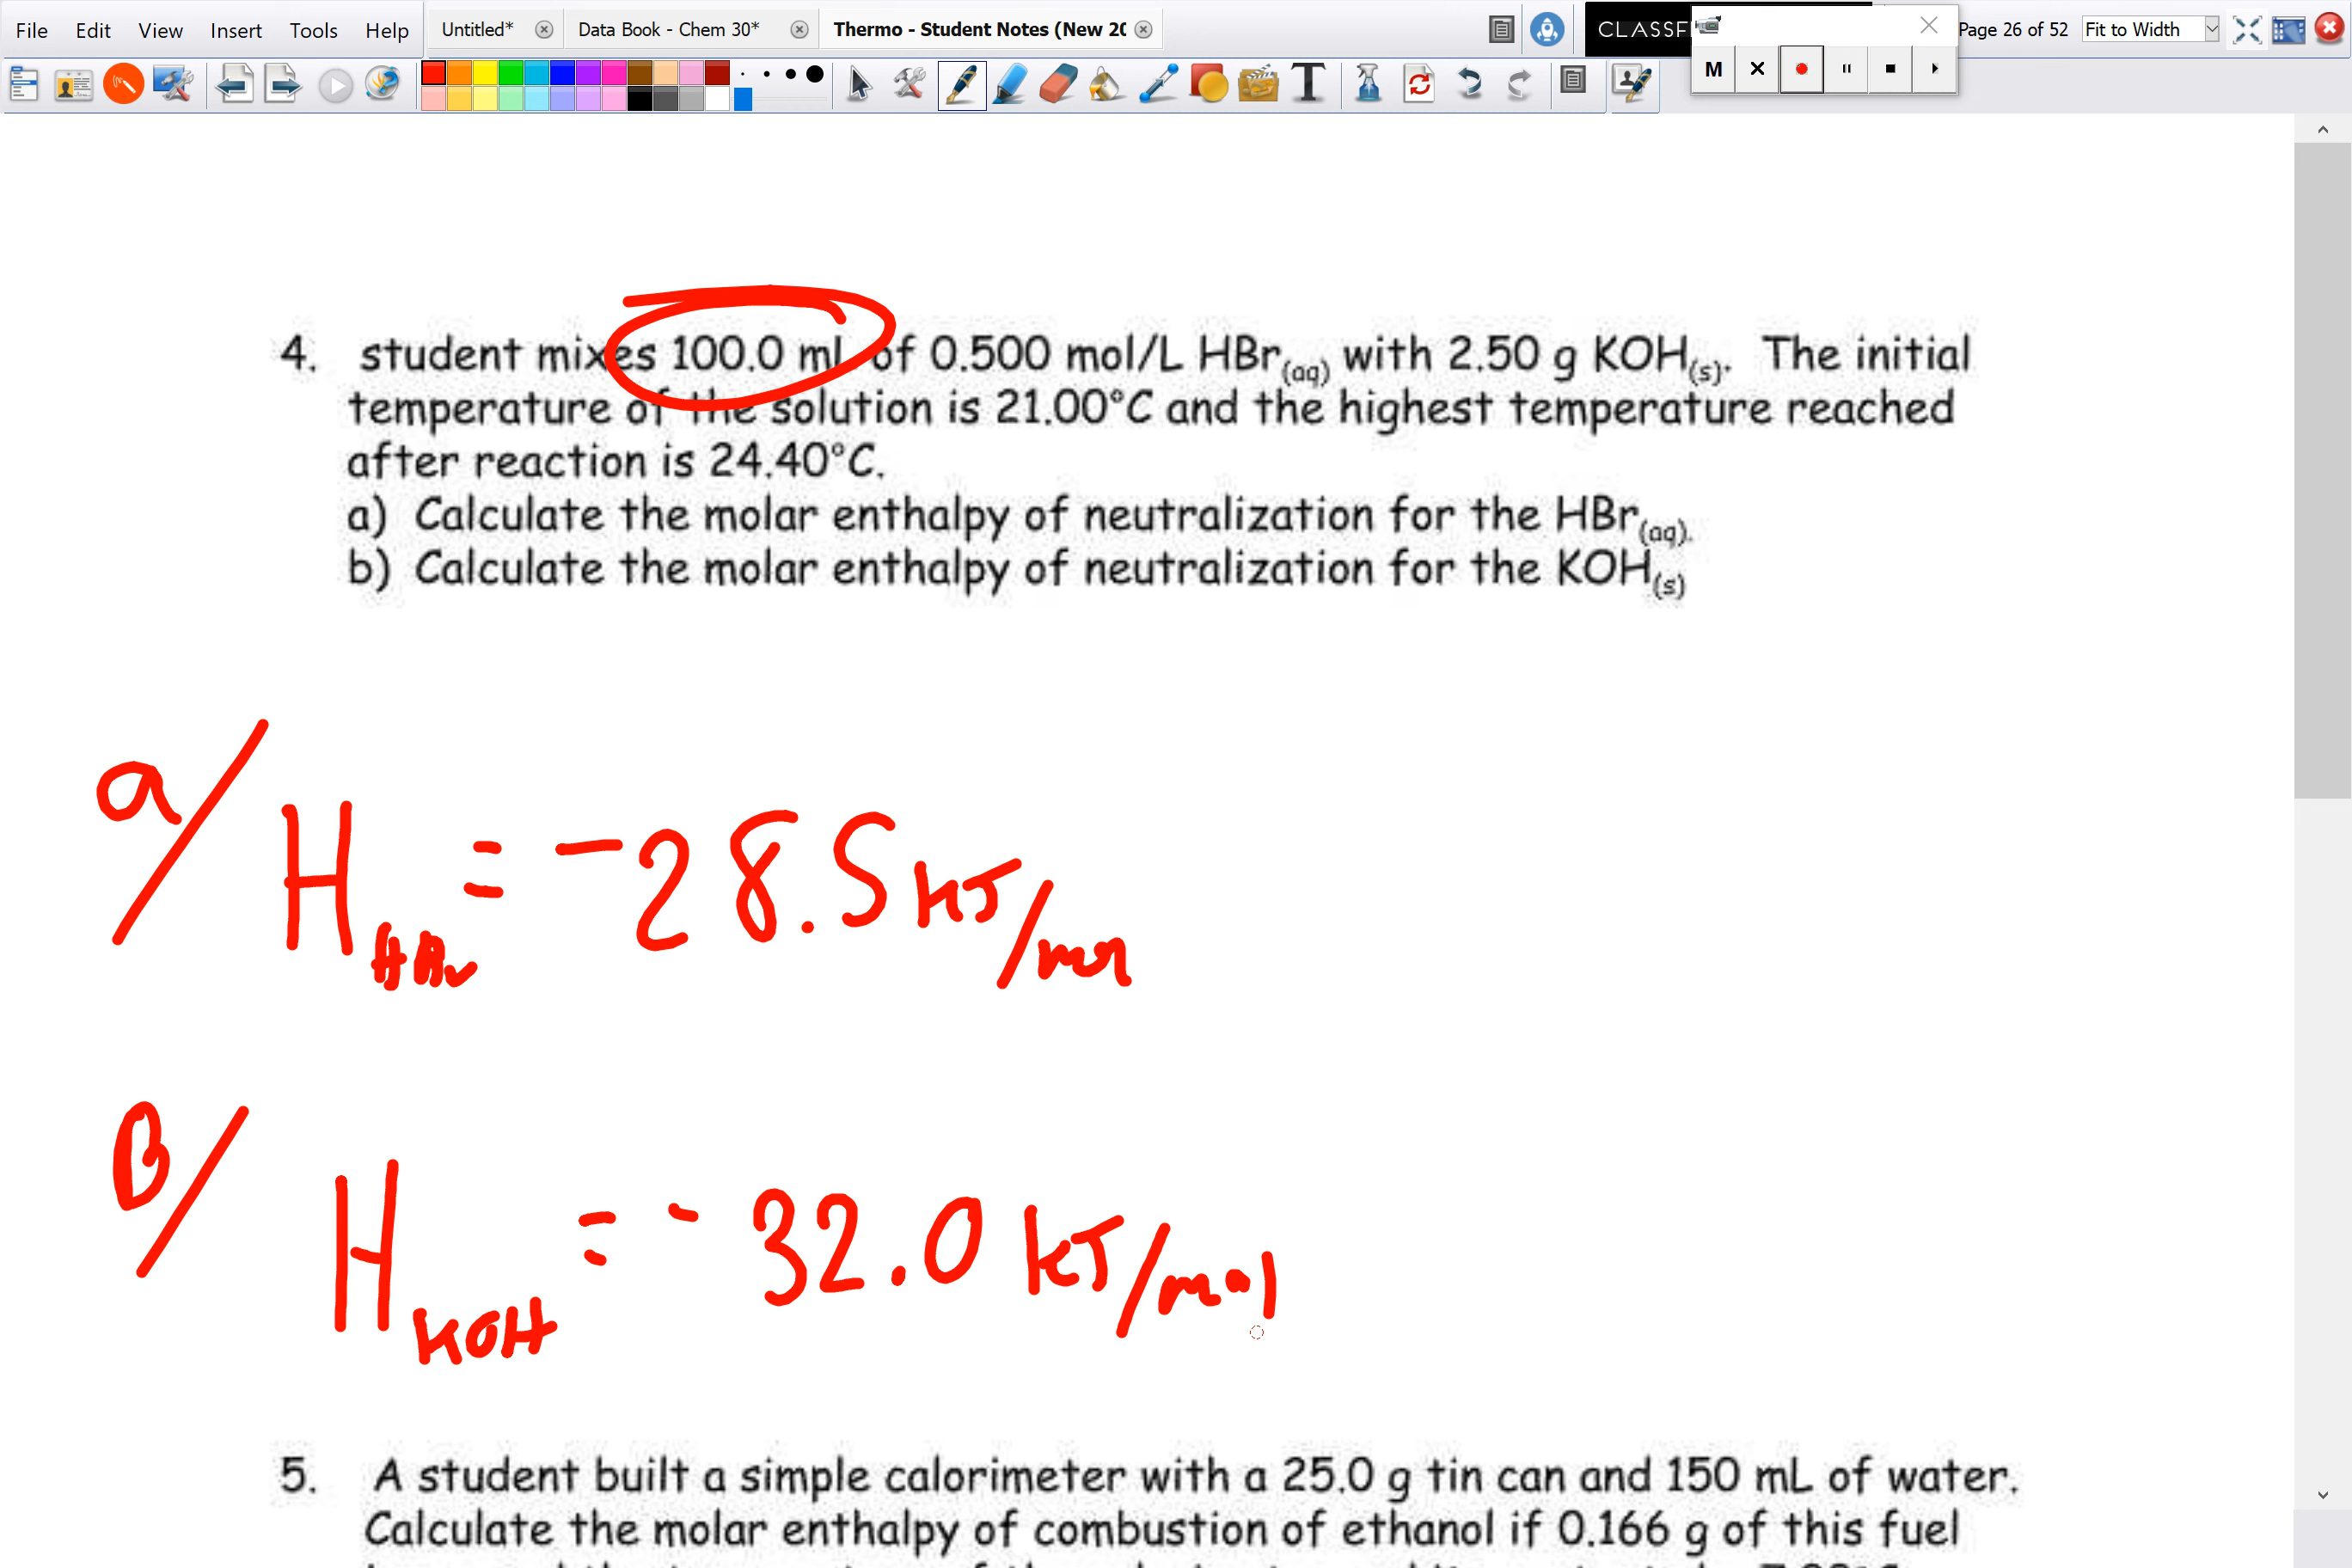 File Edit View Insert Tools Help Untitled* Data Book - Chem 30* Thermo - Student Notes (New 20 CLASSF Page 26 of 52 Fit to Width
M
4. student mixes 100.0 mL of 0.500 mol/L HBr(aq) with 2.50 g KOH(s). The initial
temperature of the solution is 21.00°C and the highest temperature reached
after reaction is 24.40°C.
a) Calculate the molar enthalpy of neutralization for the HBr(aq).
b) Calculate the molar enthalpy of neutralization for the KOH(s)
a/ H HBr = -28.5 kJ/mol
B/ H KOH = -32.0 kJ/mol
5. A student built a simple calorimeter with a 25.0 g tin can and 150 mL of water.
Calculate the molar enthalpy of combustion of ethanol if 0.166 g of this fuel